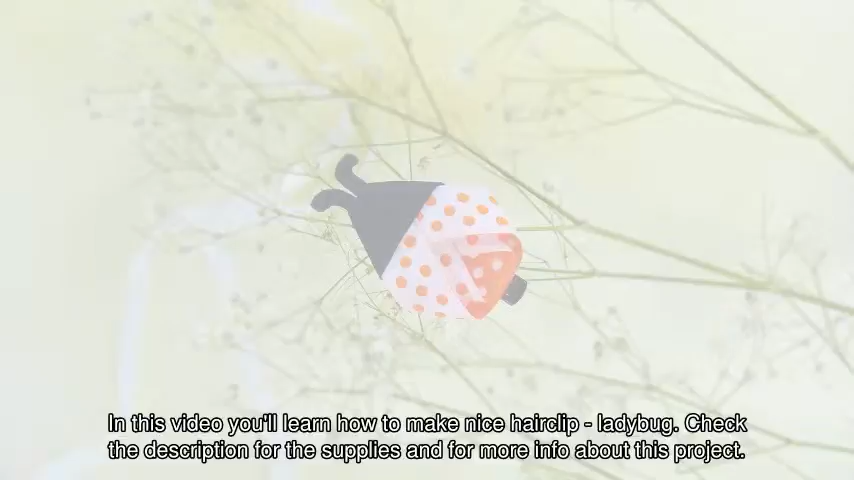 In this video you'll learn how to make nice hairclip - ladybug. Check
the description for the supplies and for more info about this project.